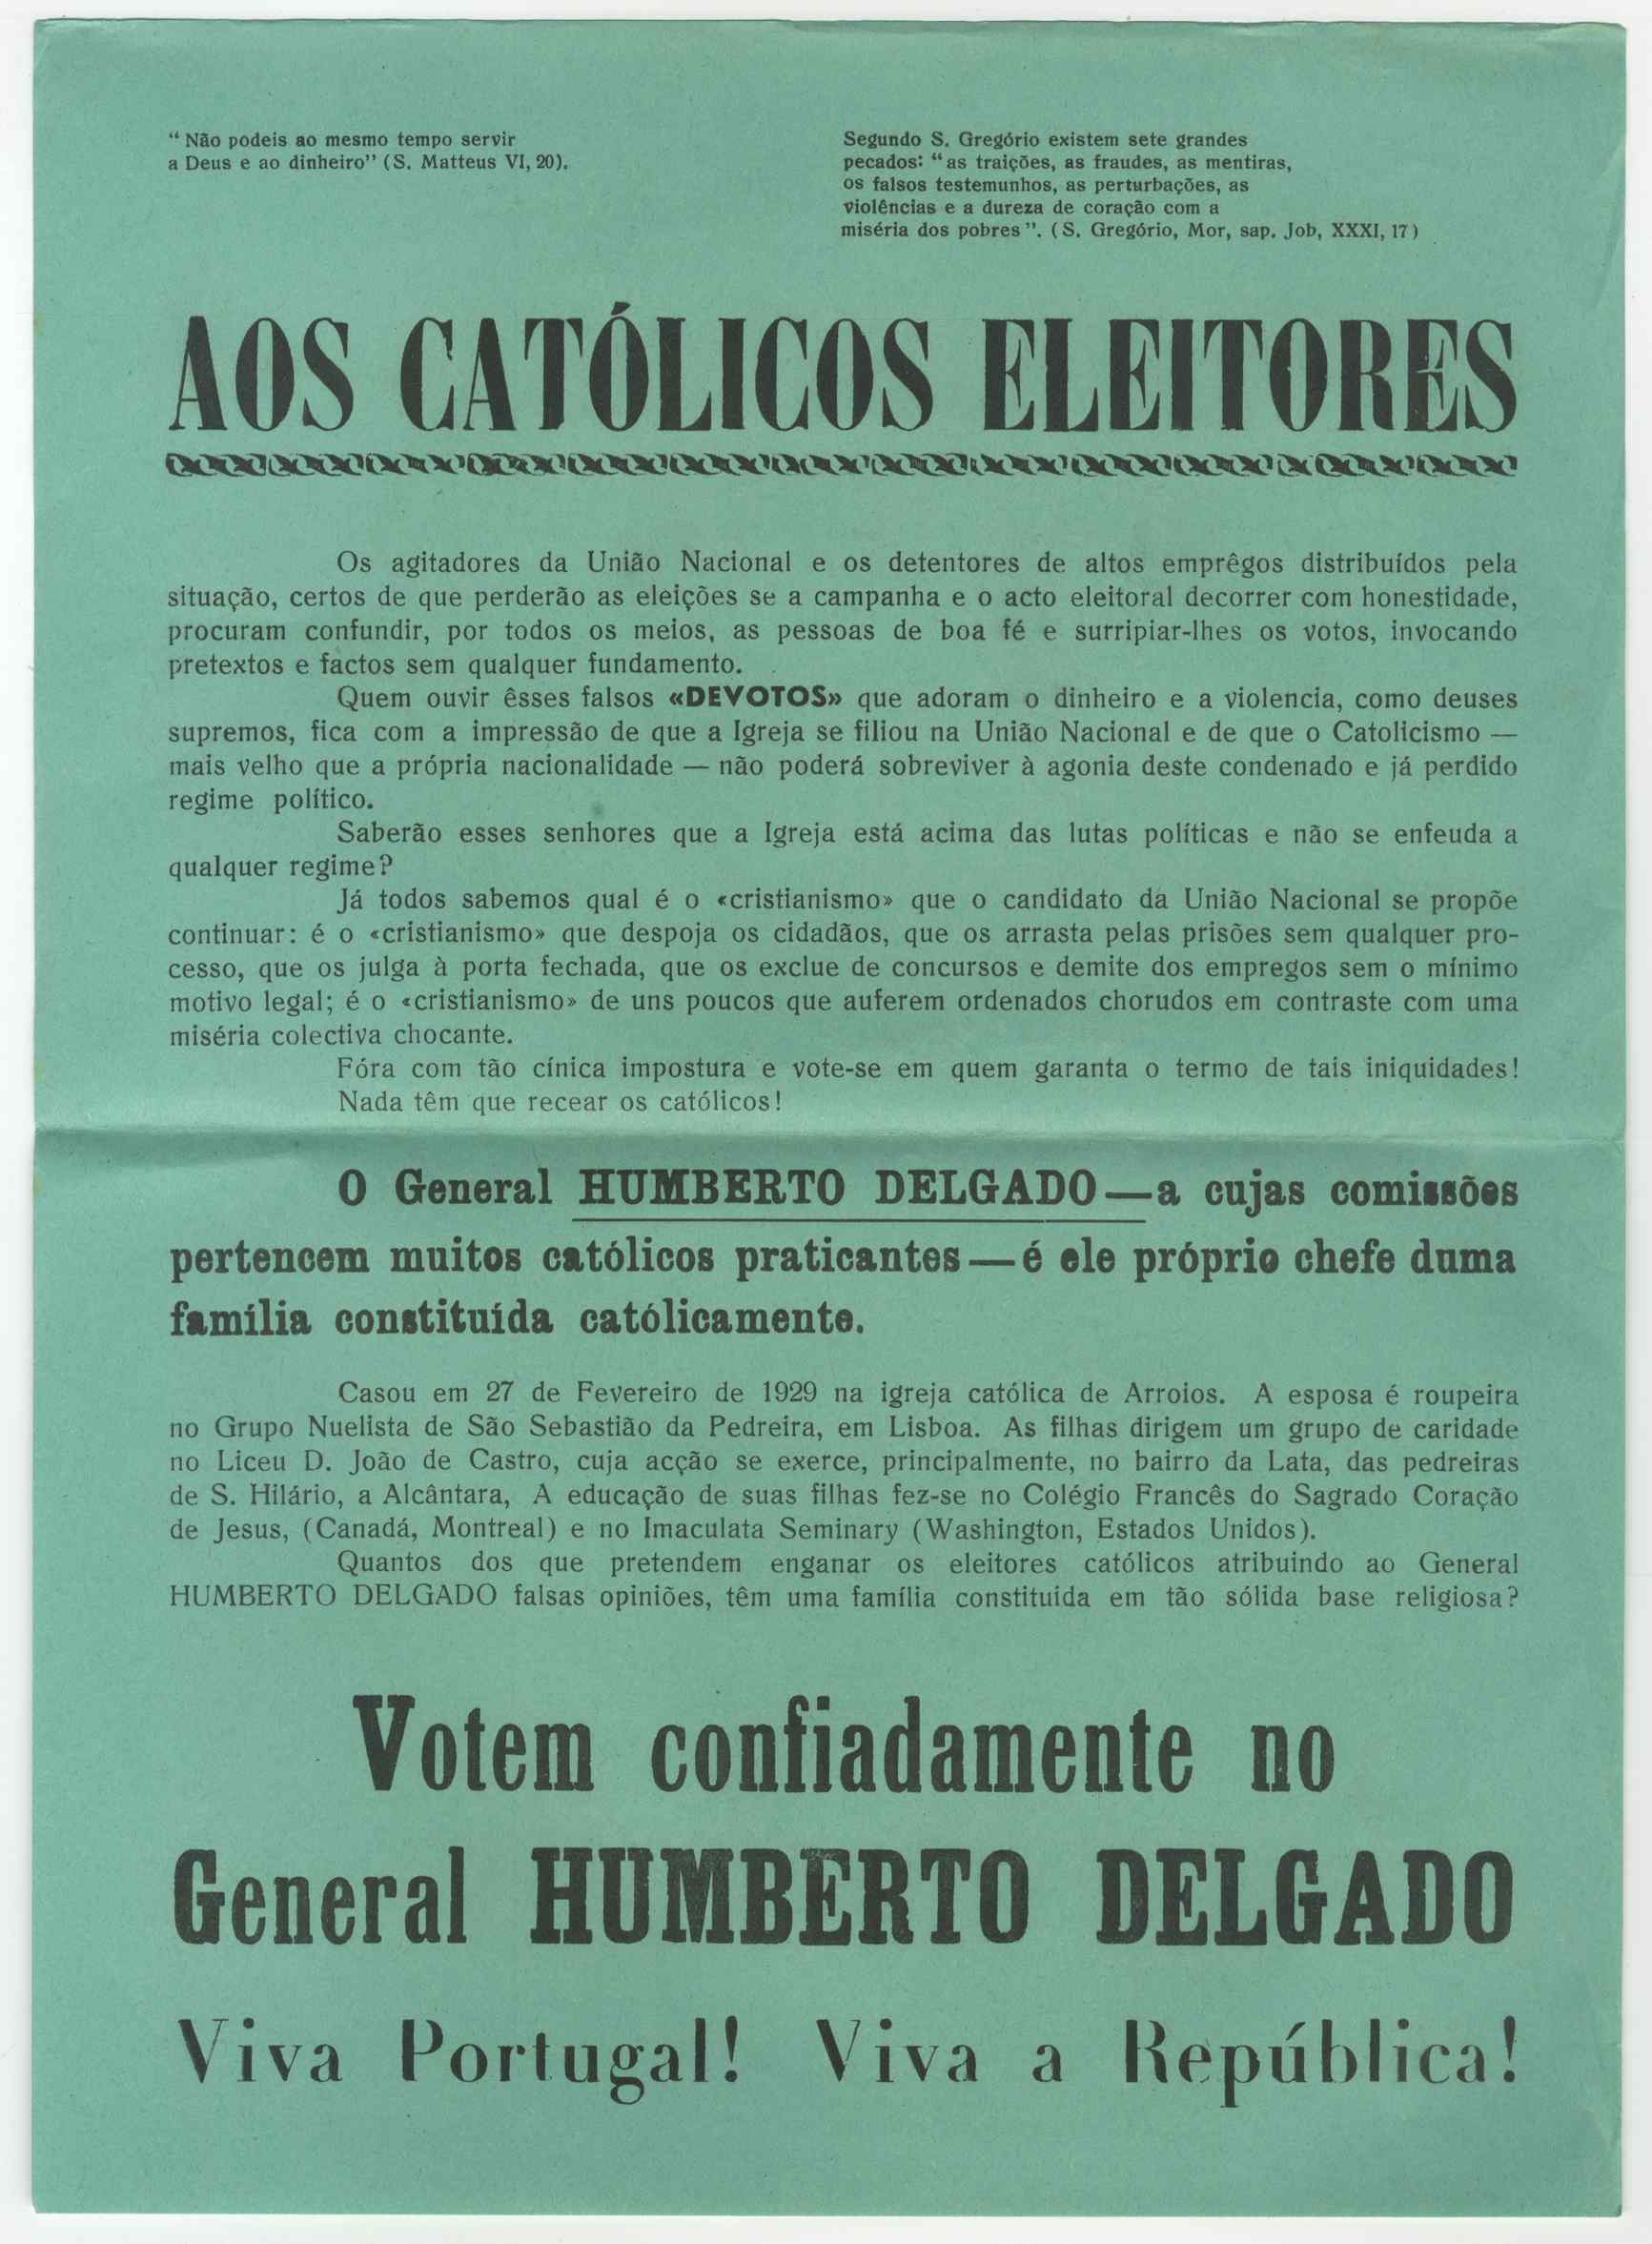 “Não podeis ao mesmo tempo servir
a Deus e ao dinheiro” (S. Matteus VI, 20).
Segundo S. Gregório existem sete grandes
pecados: “as traições, as fraudes, as mentiras,
os falsos testemunhos, as perturbações, as
violências e a dureza de coração com a
miséria dos pobres”. (S. Gregório, Mor, sap. Job, XXXI, 17)
AOS CATÓLICOS ELEITORES
Os agitadores da União Nacional e os detentores de altos emprêgos distribuídos pela
situação, certos de que perderão as eleições se a campanha e o acto eleitoral decorrer com honestidade,
procuram confundir, por todos os meios, as pessoas de boa fé e surripiar-lhes os votos, invocando
pretextos e factos sem qualquer fundamento.
Quem ouvir êsses falsos «DEVOTOS» que adoram o dinheiro e a violencia, como deuses
supremos, fica com a impressão de que a Igreja se filiou na União Nacional e de que o Catolicismo —
mais velho que a própria nacionalidade — não poderá sobreviver à agonia deste condenado e já perdido
regime político.
Saberão esses senhores que a Igreja está acima das lutas políticas e não se enfeuda a
qualquer regime?
Já todos sabemos qual é o «cristianismo» que o candidato da União Nacional se propõe
continuar: é o «cristianismo» que despoja os cidadãos, que os arrasta pelas prisões sem qualquer pro-
cesso, que os julga à porta fechada, que os exclue de concursos e demite dos empregos sem o mínimo
motivo legal; é o «cristianismo» de uns poucos que auferem ordenados chorudos em contraste com uma
miséria colectiva chocante.
Fóra com tão cínica impostura e vote-se em quem garanta o termo de tais iniquidades!
Nada têm que recear os católicos!
O General HUMBERTO DELGADO — a cujas comissões
pertencem muitos católicos praticantes — é ele próprio chefe duma
família constituída católicamente.
Casou em 27 de Fevereiro de 1929 na igreja católica de Arroios. A esposa é roupeira
no Grupo Nuelista de São Sebastião da Pedreira, em Lisboa. As filhas dirigem um grupo de caridade
no Liceu D. João de Castro, cuja acção se exerce, principalmente, no bairro da Lata, das pedreiras
de S. Hilário, a Alcântara, A educação de suas filhas fez-se no Colégio Francês do Sagrado Coração
de Jesus, (Canadá, Montreal) e no Imaculata Seminary (Washington, Estados Unidos).
Quantos dos que pretendem enganar os eleitores católicos atribuindo ao General
HUMBERTO DELGADO falsas opiniões, têm uma família constituída em tão sólida base religiosa?
Votem confiadamente no
General HUMBERTO DELGADO
Viva Portugal! Viva a República!